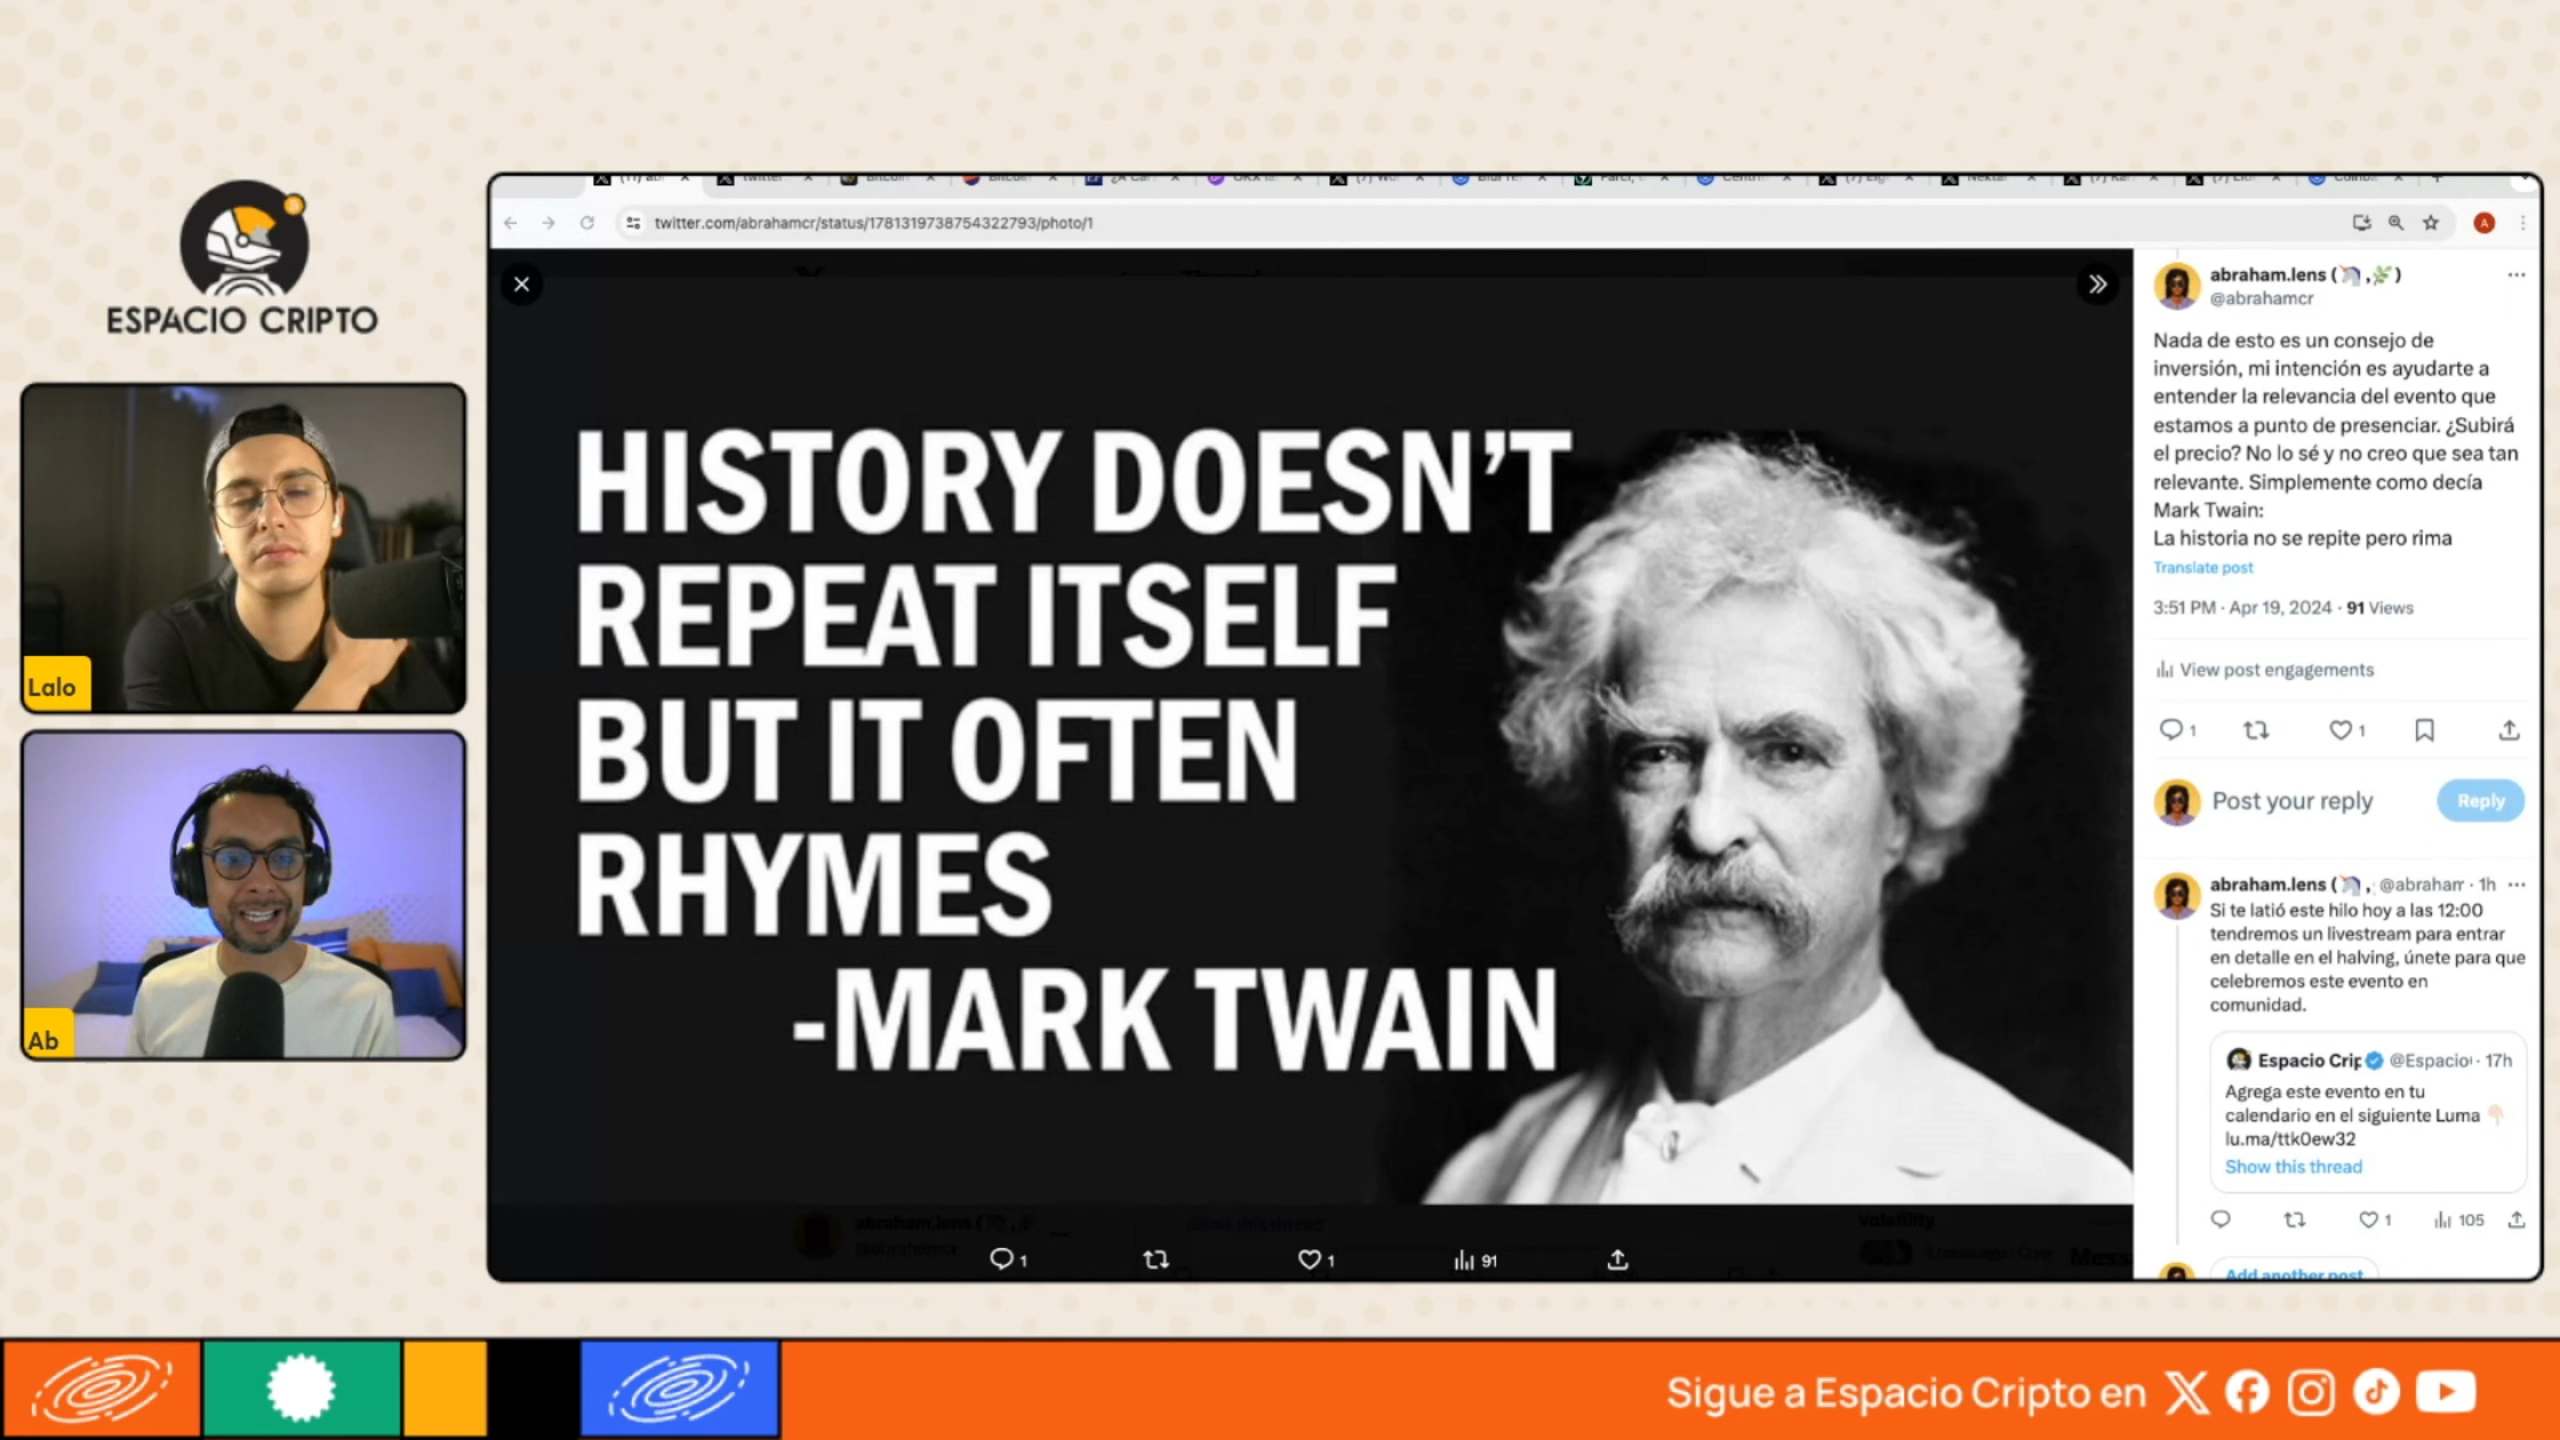 ESPACIO CRIPTO
Lalo
Ab
twitter.com/abrahamcr/status/1781319738754322793/photo/1
HISTORY DOESN'T
REPEAT ITSELF
BUT IT OFTEN
RHYMES
-MARK TWAIN
1
1
91
abraham.lens (🦄,🌿)
@abrahamcr
Nada de esto es un consejo de
inversión, mi intención es ayudarte a
entender la relevancia del evento que
estamos a punto de presenciar. ¿Subirá
el precio? No lo sé y no creo que sea tan
relevante. Simplemente como decía
Mark Twain:
La historia no se repite pero rima
Translate post
3:51 PM · Apr 19, 2024 · 91 Views
View post engagements
1
1
Post your reply
Reply
abraham.lens (🦄, @abraham · 1h
Si te latió este hilo hoy a las 12:00
tendremos un livestream para entrar
en detalle en el halving, únete para que
celebremos este evento en
comunidad.
Espacio Crip @Espacio · 17h
Agrega este evento en tu
calendario en el siguiente Luma 👇🏻
lu.ma/ttk0ew32
Show this thread
1
105
Add another post
Sigue a Espacio Cripto en